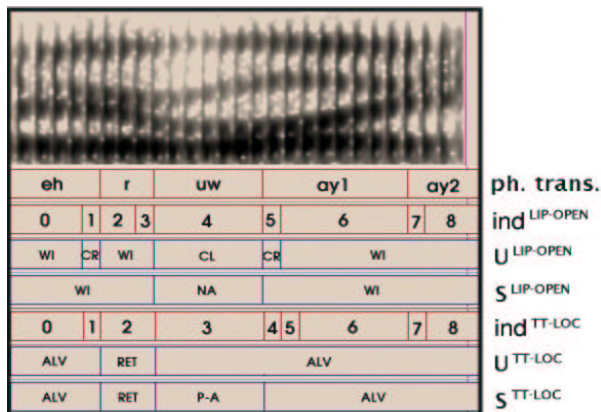 eh r uw ay1 ay2 ph. trans.
0 1 2 3 4 5 6 7 8 ind LIP-OPEN
WI CR WI CL CR WI U LIP-OPEN
WI NA WI S LIP-OPEN
0 1 2 3 4 5 6 7 8 ind TT-LOC
ALV RET ALV U TT-LOC
ALV RET P-A ALV S TT-LOC